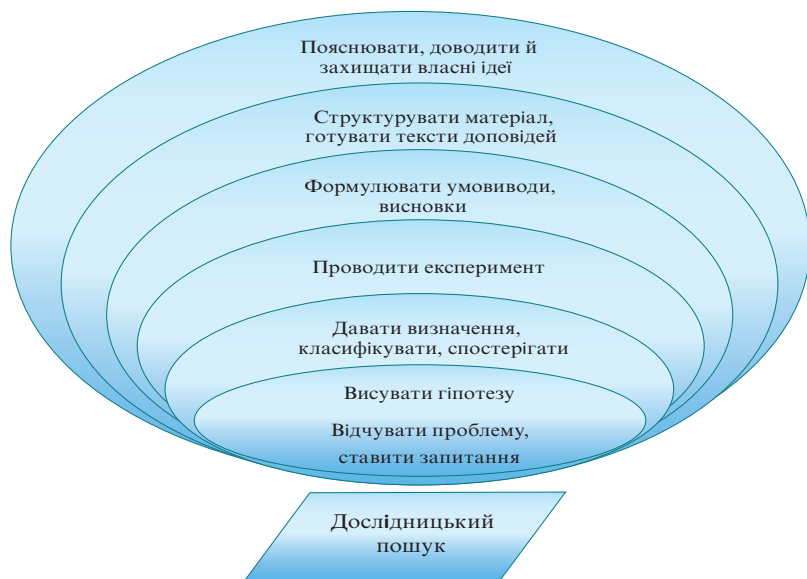 Пояснювати, доводити й
захищати власні ідеї
Структурувати матеріал,
готувати тексти доповідей
Формулювати умовиводи,
висновки
Проводити експеримент
Давати визначення,
класифікувати, спостерігати
Висувати гіпотезу
Відчувати проблему,
ставити запитання
Дослідницький
пошук